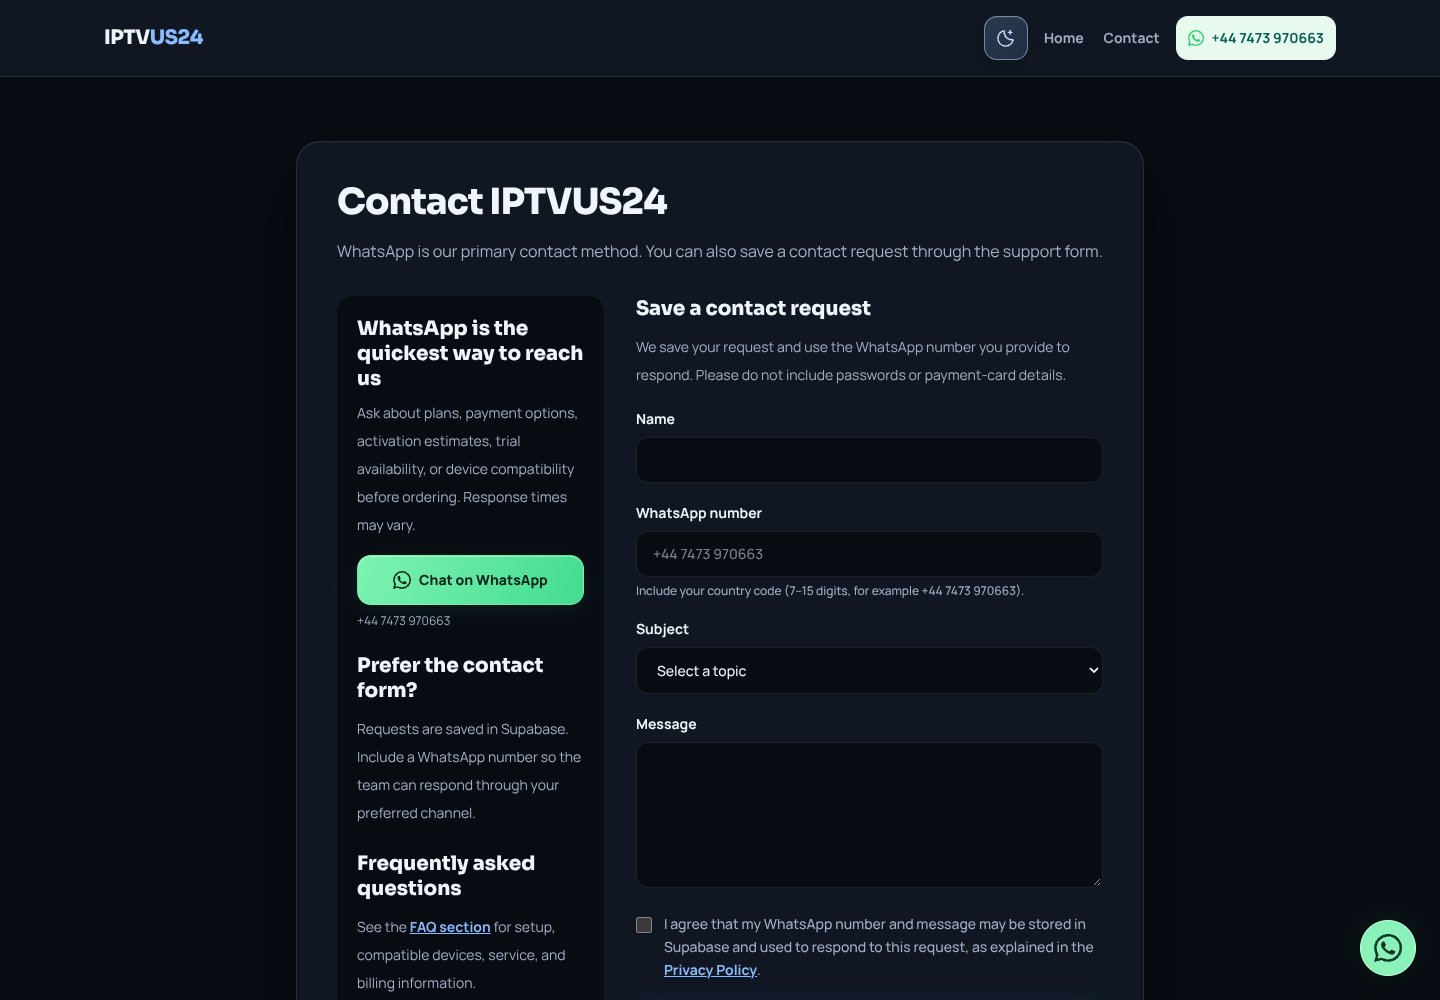 IPTVUS24
Home
Contact
+44 7473 970663
Contact IPTVUS24
WhatsApp is our primary contact method. You can also save a contact request through the support form.
WhatsApp is the
quickest way to reach
us
Ask about plans, payment options,
activation estimates, trial
availability, or device compatibility
before ordering. Response times
may vary.
Chat on WhatsApp
+44 7473 970663
Prefer the contact
form?
Requests are saved in Supabase.
Include a WhatsApp number so the
team can respond through your
preferred channel.
Frequently asked
questions
See the FAQ section for setup,
compatible devices, service, and
billing information.
Save a contact request
We save your request and use the WhatsApp number you provide to
respond. Please do not include passwords or payment-card details.
Name
WhatsApp number
+44 7473 970663
Include your country code (7–15 digits, for example +44 7473 970663).
Subject
Select a topic
Message
I agree that my WhatsApp number and message may be stored in
Supabase and used to respond to this request, as explained in the
Privacy Policy.